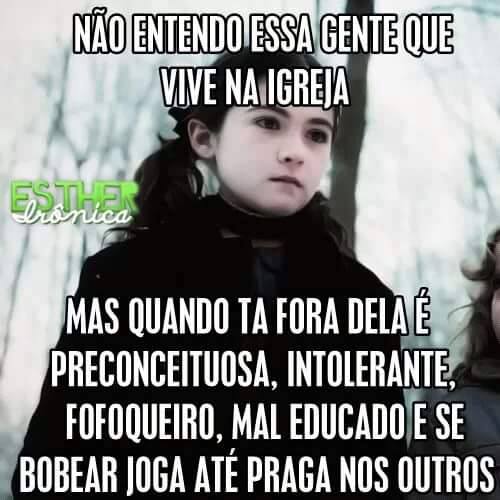 NÃO ENTENDO ESSA GENTE QUE
VIVE NA IGREJA
ESTHER
Irônica
MAS QUANDO TA FORA DELA É
PRECONCEITUOSA, INTOLERANTE,
FOFOQUEIRO, MAL EDUCADO E SE
BOBEAR JOGA ATÉ PRAGA NOS OUTROS